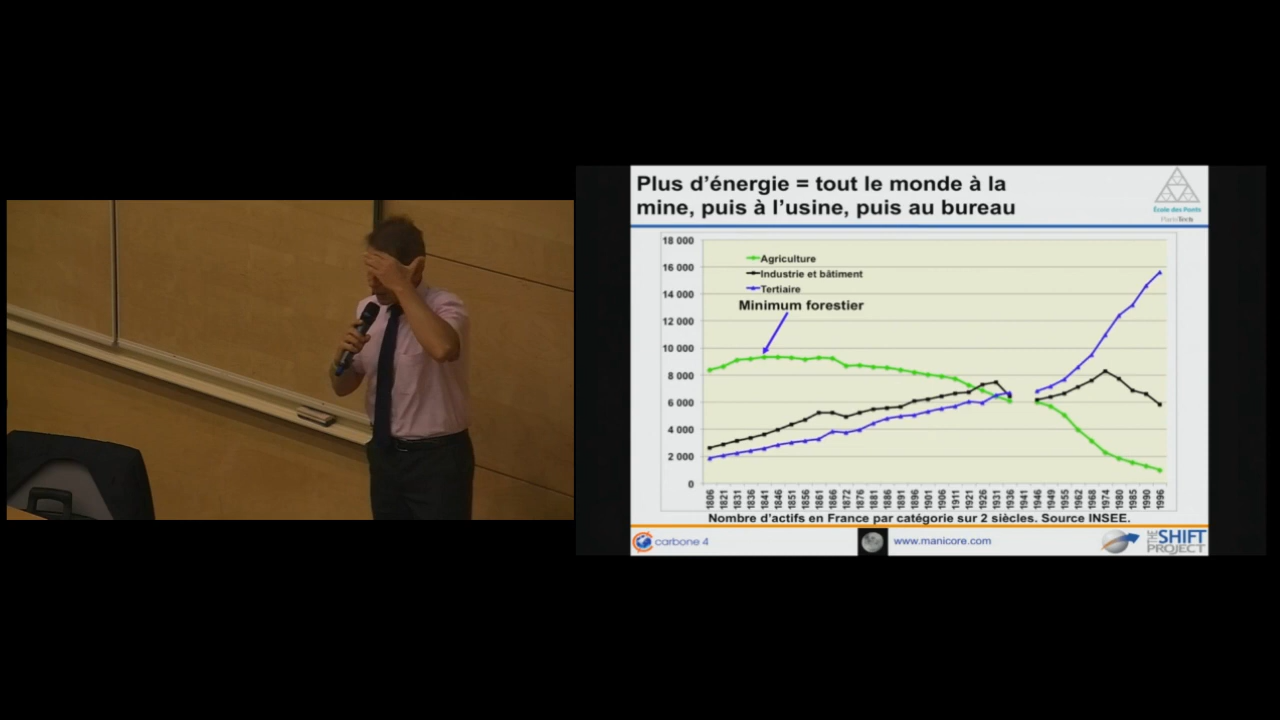 Plus d'énergie = tout le monde à la
mine, puis à l'usine, puis au bureau
École des Ponts
ParisTech
18 000
16 000
14 000
12 000
10 000
8 000
6 000
4 000
2 000
0
Agriculture
Industrie et bâtiment
Tertiaire
Minimum forestier
1806 1821 1831 1836 1841 1846 1851 1856 1861 1866 1872 1876 1881 1886 1891 1896 1901 1906 1911 1921 1926 1931 1936 1941 1946 1949 1955 1962 1968 1974 1980 1985 1990 1996
Nombre d'actifs en France par catégorie sur 2 siècles. Source INSEE.
carbone 4
www.manicore.com
THE SHIFT
PROJECT